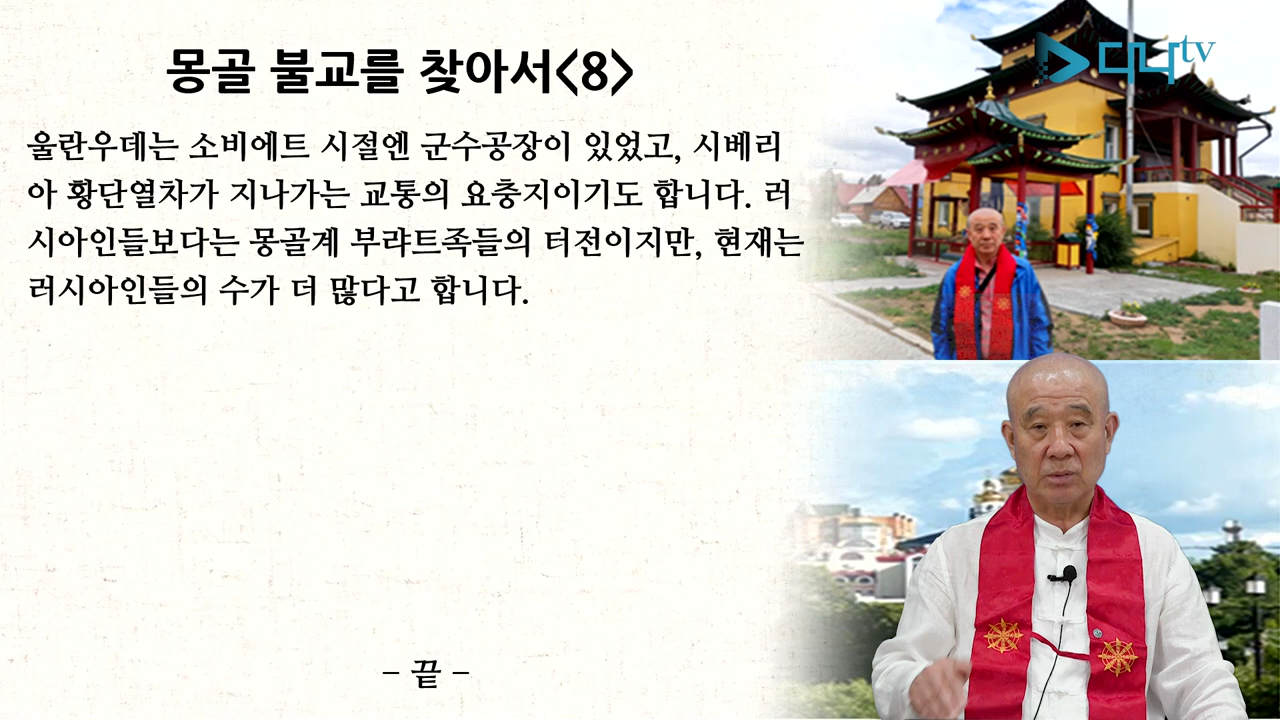 몽골 불교를 찾아서<8>
울란우데는 소비에트 시절엔 군수공장이 있었고, 시베리
아 황단열차가 지나가는 교통의 요충지이기도 합니다. 러
시아인들보다는 몽골계 부랴트족들의 터전이지만, 현재는
러시아인들의 수가 더 많다고 합니다.
- 끝 -
다나tv